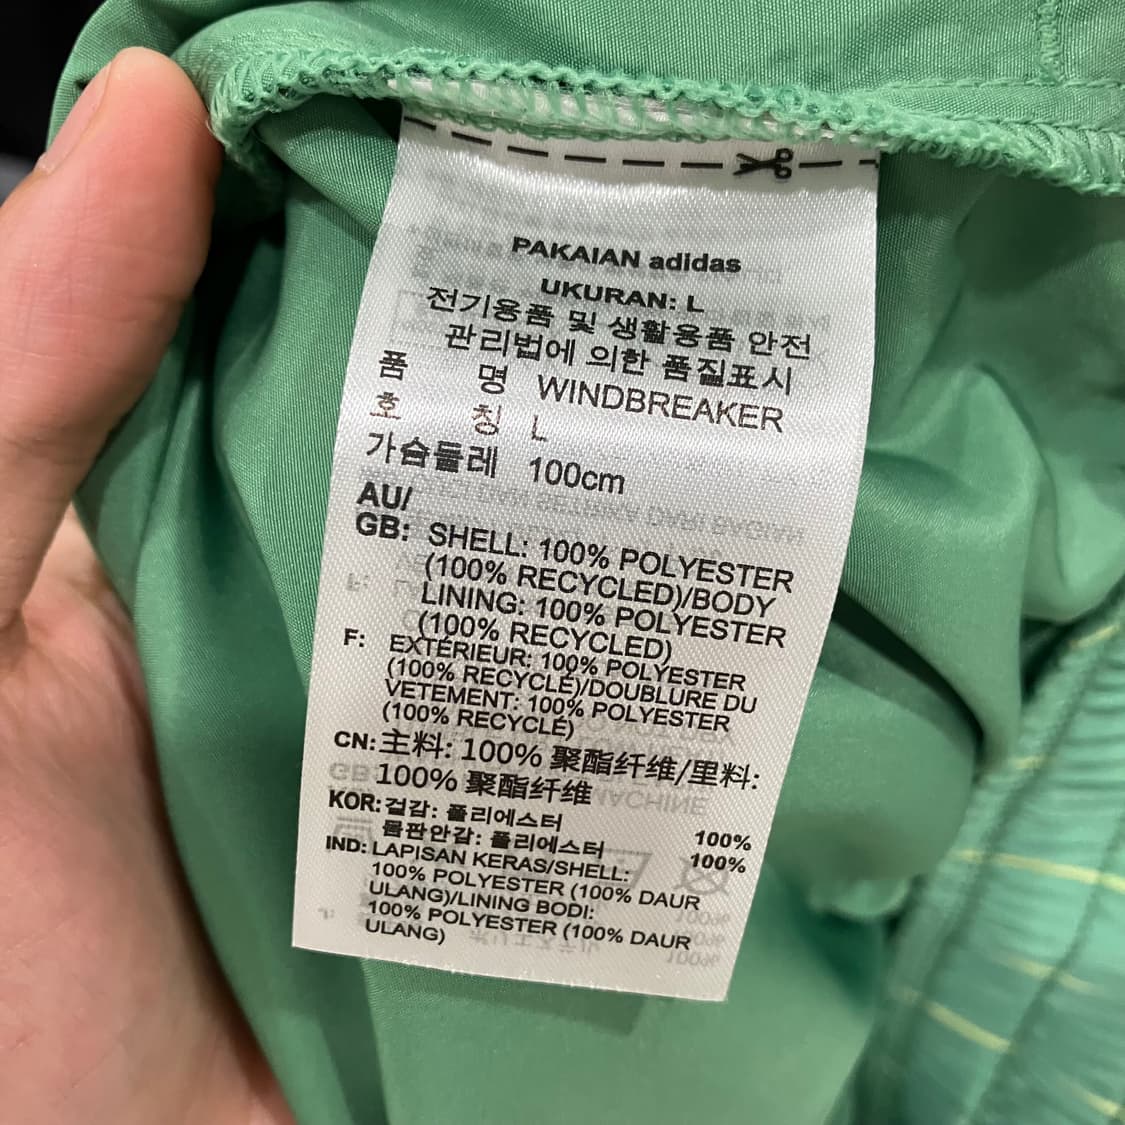 PAKAIAN adidas
UKURAN: L
전기용품 및 생활용품 안전
관리법에 의한 품질표시
품 명 WINDBREAKER
호 칭 L
가슴둘레 100cm
AU/
GB: SHELL: 100% POLYESTER
(100% RECYCLED)/BODY
LINING: 100% POLYESTER
(100% RECYCLED)
F: EXTÉRIEUR: 100% POLYESTER
(100% RECYCLÉ)/DOUBLURE DU
VETEMENT: 100% POLYESTER
(100% RECYCLÉ)
CN: 主料: 100% 聚酯纤维/里料:
100% 聚酯纤维
KOR: 겉감: 폴리에스터 100%
몸판안감: 폴리에스터 100%
IND: LAPISAN KERAS/SHELL:
100% POLYESTER (100% DAUR
ULANG)/LINING BODI:
100% POLYESTER (100% DAUR
ULANG)